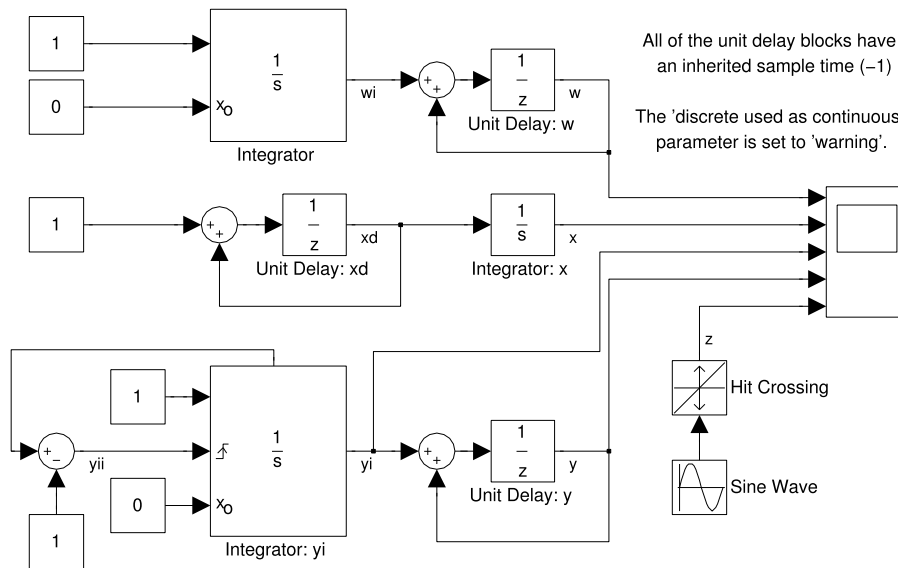 1
0
x₀
1
s
Integrator
wi
+
+
1
z
Unit Delay: w
w
All of the unit delay blocks have
an inherited sample time (−1)
The 'discrete used as continuous
parameter is set to 'warning'.
1
+
+
1
z
Unit Delay: xd
xd
1
s
Integrator: x
x
1
0
x₀
1
s
Integrator: yi
+
−
yii
1
yi
+
+
1
z
Unit Delay: y
y
z
Hit Crossing
Sine Wave